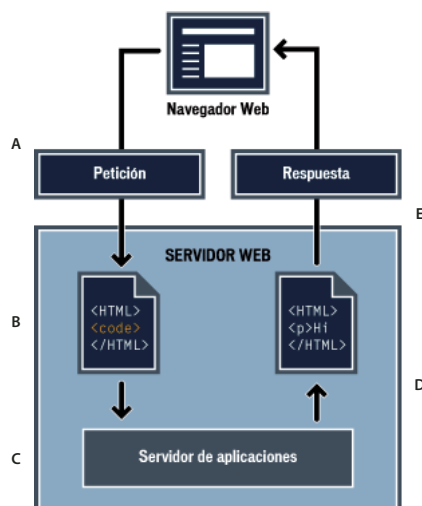 Navegador Web
A
Petición
Respuesta
E
SERVIDOR WEB
B
<HTML>
<code>
</HTML>
<HTML>
<p>Hi
</HTML>
D
C
Servidor de aplicaciones